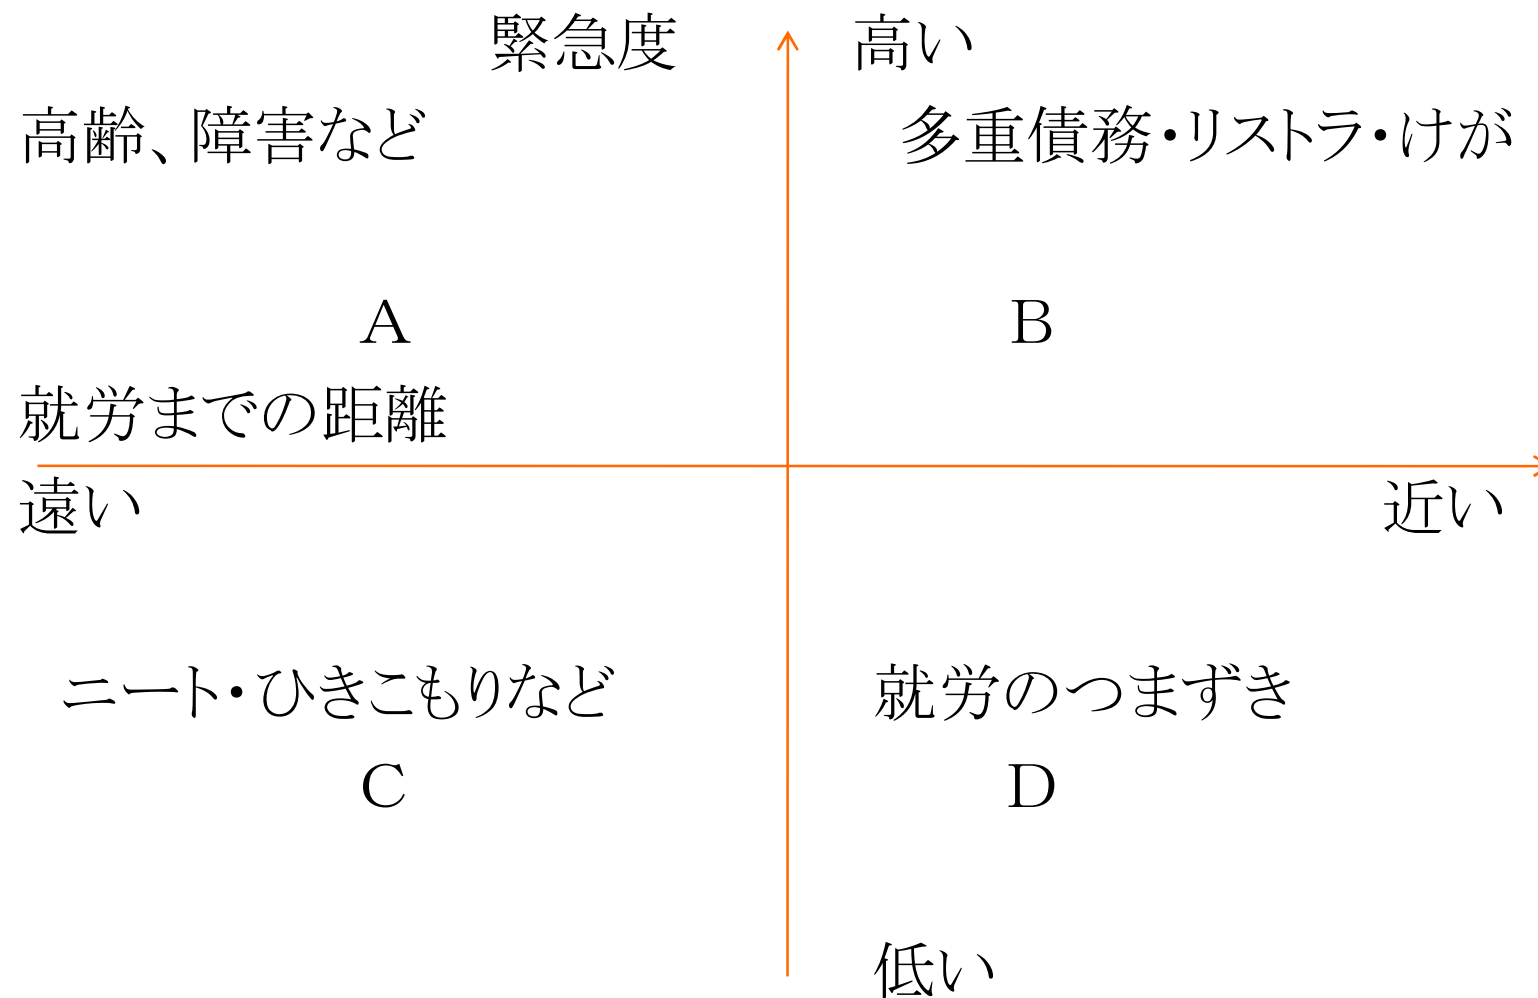 緊急度 高い
高齢、障害など 多重債務・リストラ・けが
A B
就労までの距離
遠い 近い
ニート・ひきこもりなど 就労のつまずき
C D
低い